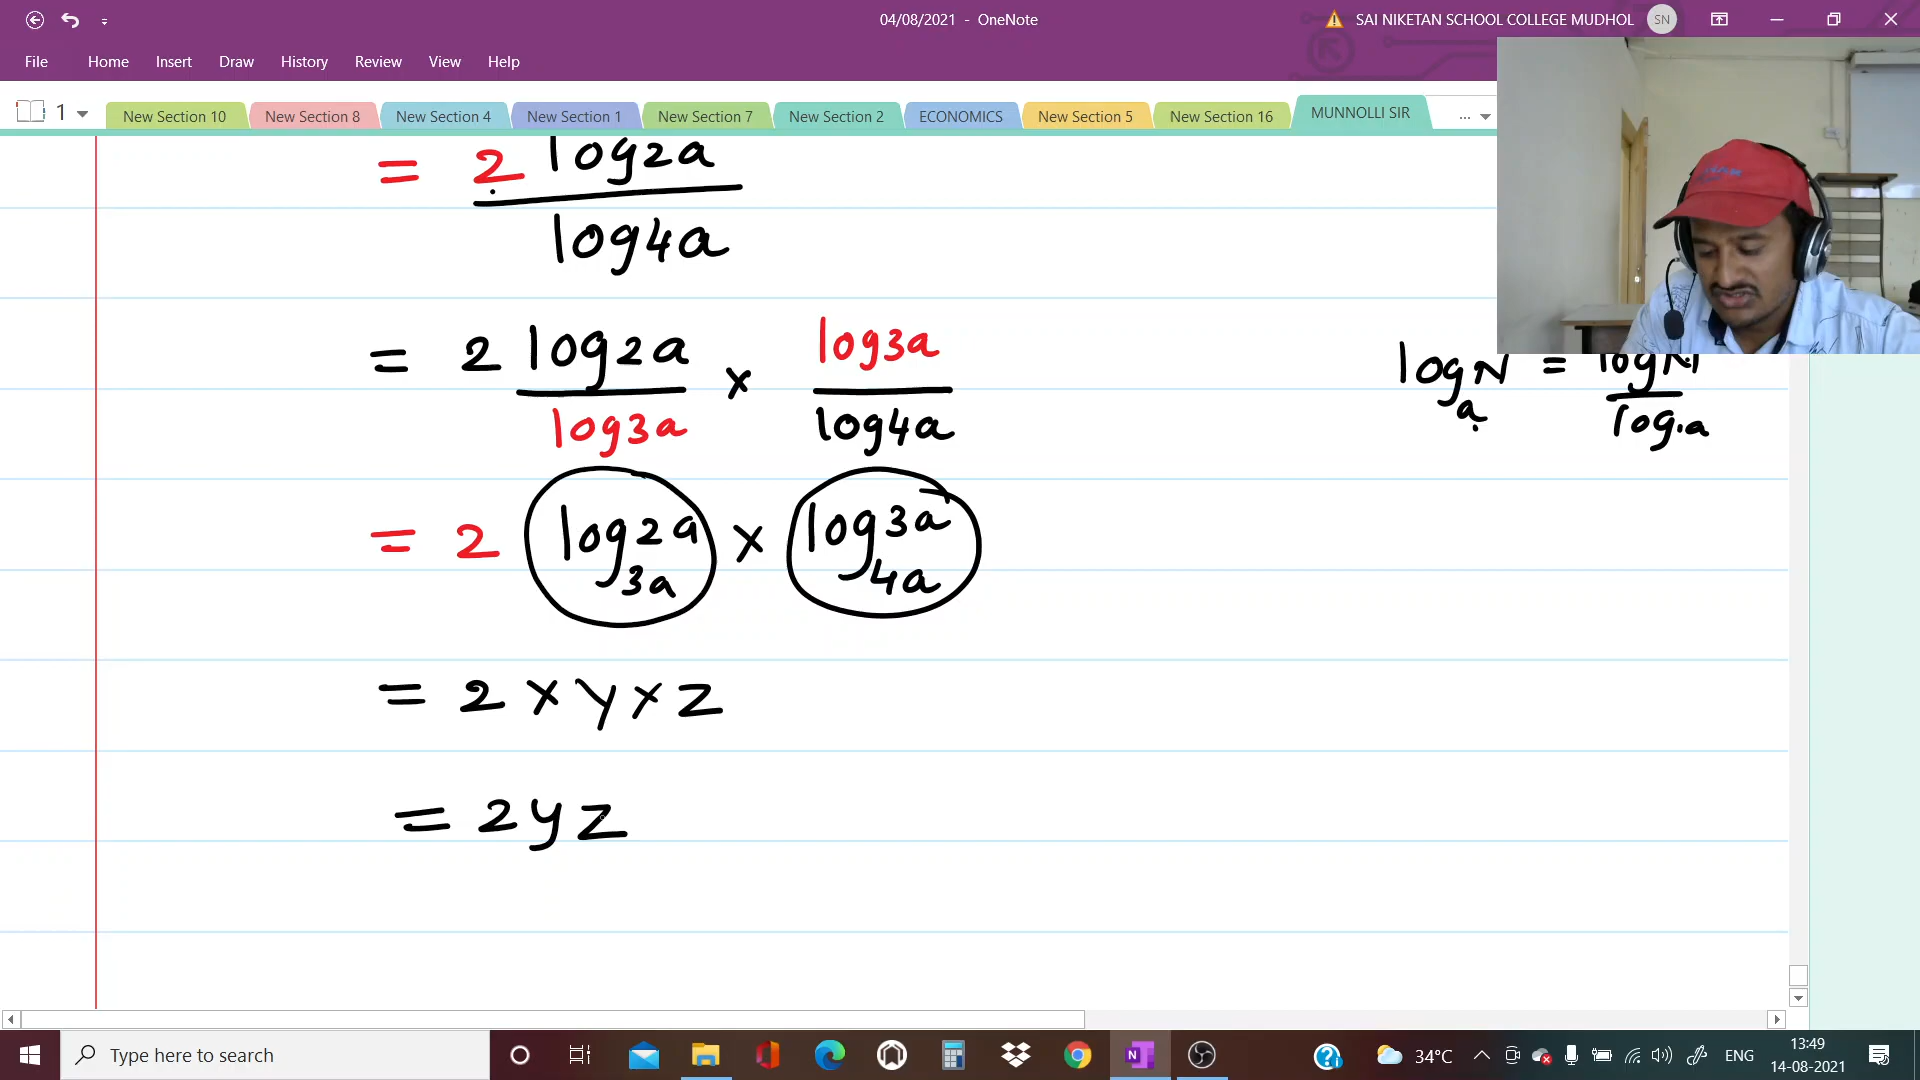 04/08/2021 - OneNote
SAI NIKETAN SCHOOL COLLEGE MUDHOL SN
File Home Insert Draw History Review View Help
1 New Section 10 New Section 8 New Section 4 New Section 1 New Section 7 New Section 2 ECONOMICS New Section 5 New Section 16 MUNNOLLI SIR ...
= 2 log2a
log4a
= 2 log2a × log3a
log3a log4a
log N = log N
a log a
= 2 log2a × log3a
3a 4a
= 2 × y × z
= 2yz
Type here to search
34°C ENG 13:49
14-08-2021